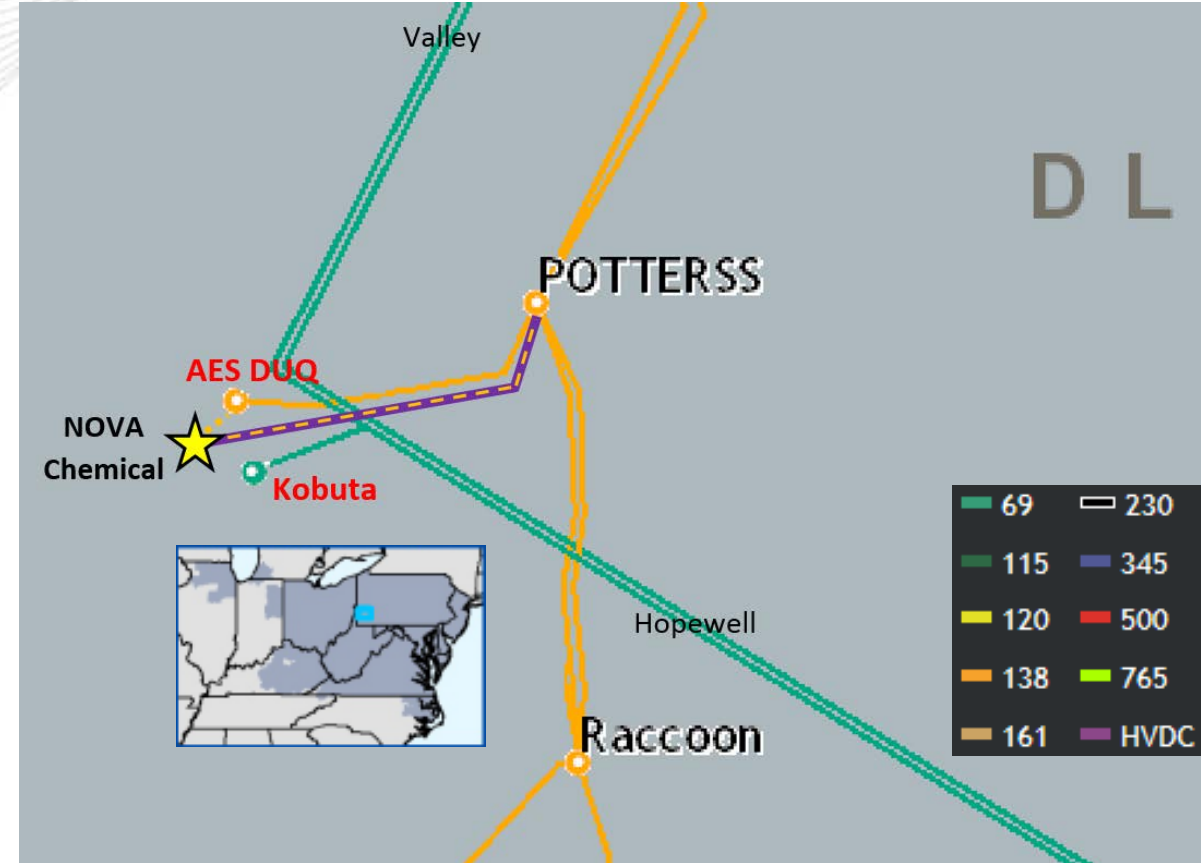 Valley
D L
POTTERSS
AES DUQ
NOVA
Chemical
Kobuta
69 230
115 345
120 500
138 765
161 HVDC
Hopewell
Raccoon